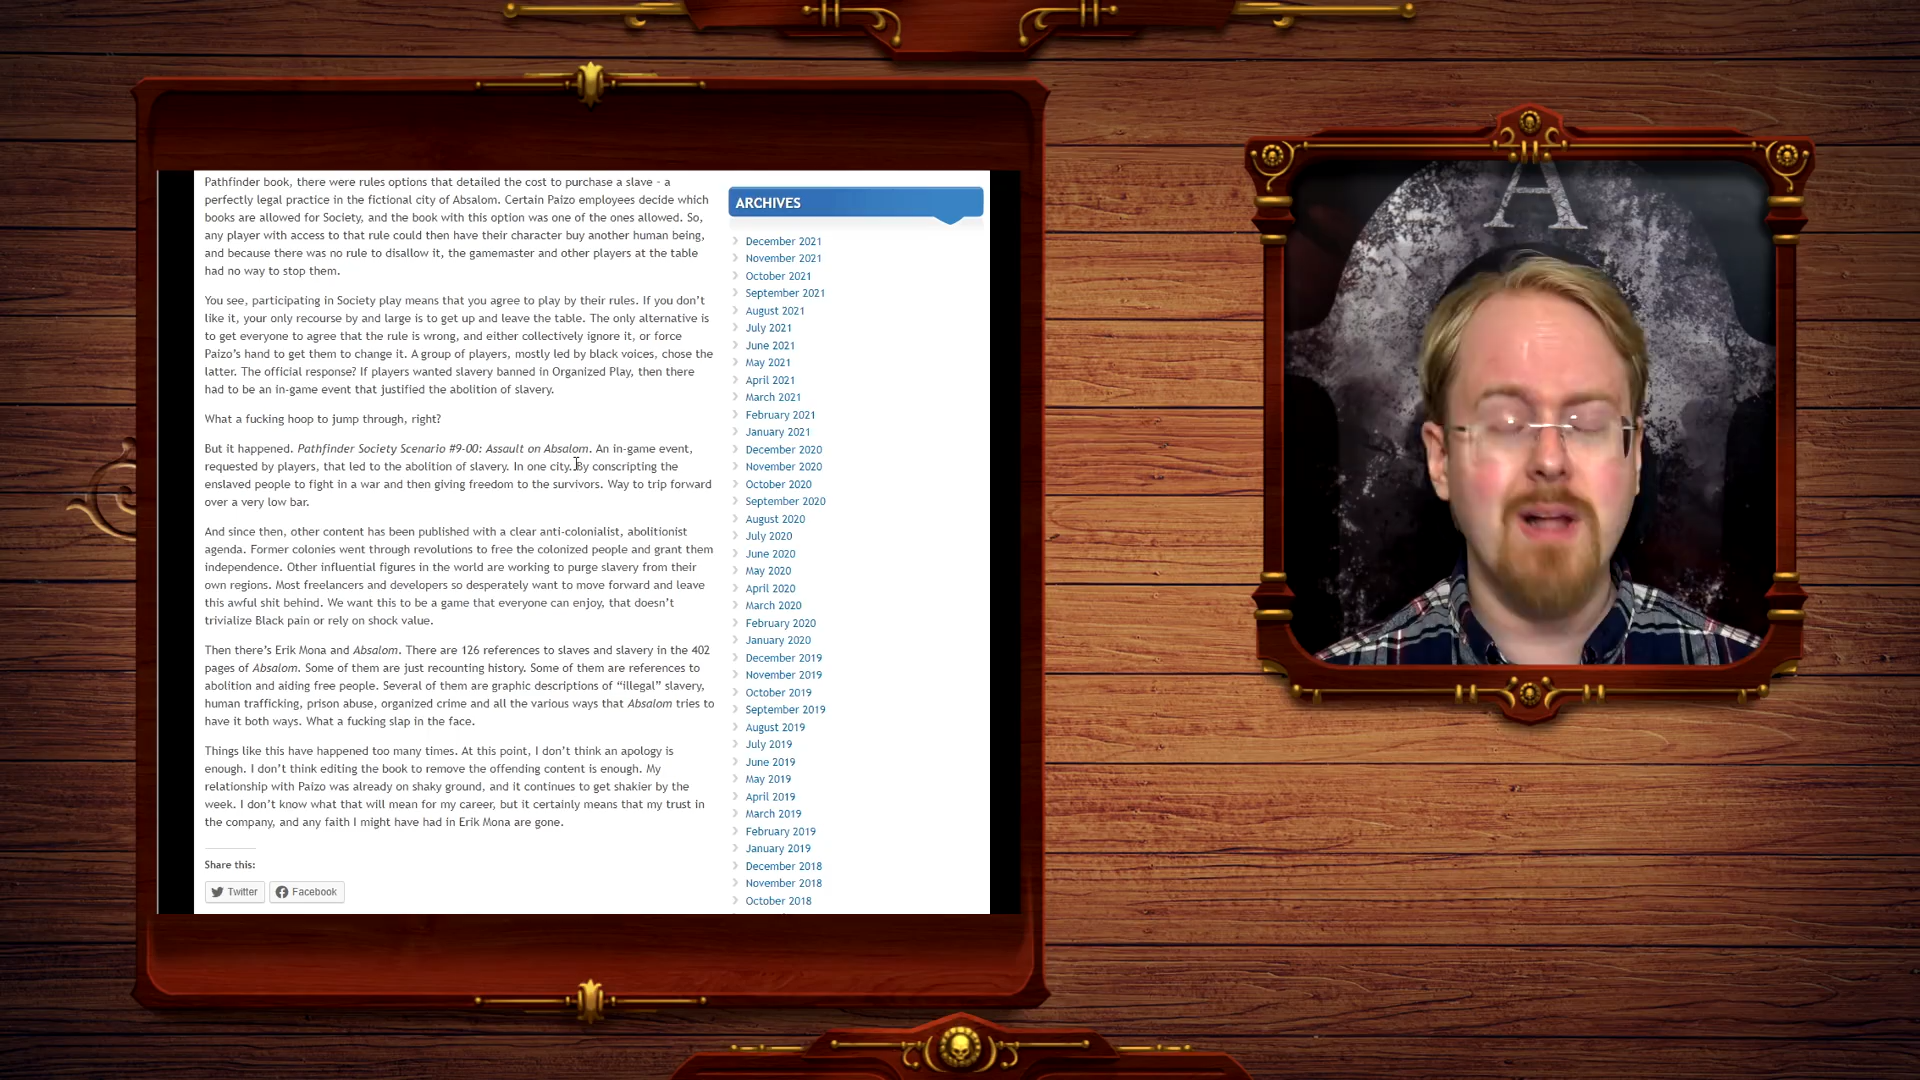 Pathfinder book, there were rules options that detailed the cost to purchase a slave - a
perfectly legal practice in the fictional city of Absalom. Certain Paizo employees decide which
books are allowed for Society, and the book with this option was one of the ones allowed. So,
any player with access to that rule could then have their character buy another human being,
and because there was no rule to disallow it, the gamemaster and other players at the table
had no way to stop them.
You see, participating in Society play means that you agree to play by their rules. If you don't
like it, your only recourse by and large is to get up and leave the table. The only alternative is
to get everyone to agree that the rule is wrong, and either collectively ignore it, or force
Paizo's hand to get them to change it. A group of players, mostly led by black voices, chose the
latter. The official response? If players wanted slavery banned in Organized Play, then there
had to be an in-game event that justified the abolition of slavery.
What a fucking hoop to jump through, right?
But it happened. Pathfinder Society Scenario #9-00: Assault on Absalom. An in-game event,
requested by players, that led to the abolition of slavery. In one city. By conscripting the
enslaved people to fight in a war and then giving freedom to the survivors. Way to trip forward
over a very low bar.
And since then, other content has been published with a clear anti-colonialist, abolitionist
agenda. Former colonies went through revolutions to free the colonized people and grant them
independence. Other influential figures in the world are working to purge slavery from their
own regions. Most freelancers and developers so desperately want to move forward and leave
this awful shit behind. We want this to be a game that everyone can enjoy, that doesn't
trivialize Black pain or rely on shock value.
Then there's Erik Mona and Absalom. There are 126 references to slaves and slavery in the 402
pages of Absalom. Some of them are just recounting history. Some of them are references to
abolition and aiding free people. Several of them are graphic descriptions of “illegal” slavery,
human trafficking, prison abuse, organized crime and all the various ways that Absalom tries to
have it both ways. What a fucking slap in the face.
Things like this have happened too many times. At this point, I don't think an apology is
enough. I don't think editing the book to remove the offending content is enough. My
relationship with Paizo was already on shaky ground, and it continues to get shakier by the
week. I don't know what that will mean for my career, but it certainly means that my trust in
the company, and any faith I might have had in Erik Mona are gone.
Share this:
Twitter Facebook
ARCHIVES
December 2021
November 2021
October 2021
September 2021
August 2021
July 2021
June 2021
May 2021
April 2021
March 2021
February 2021
January 2021
December 2020
November 2020
October 2020
September 2020
August 2020
July 2020
June 2020
May 2020
April 2020
March 2020
February 2020
January 2020
December 2019
November 2019
October 2019
September 2019
August 2019
July 2019
June 2019
May 2019
April 2019
March 2019
February 2019
January 2019
December 2018
November 2018
October 2018
A